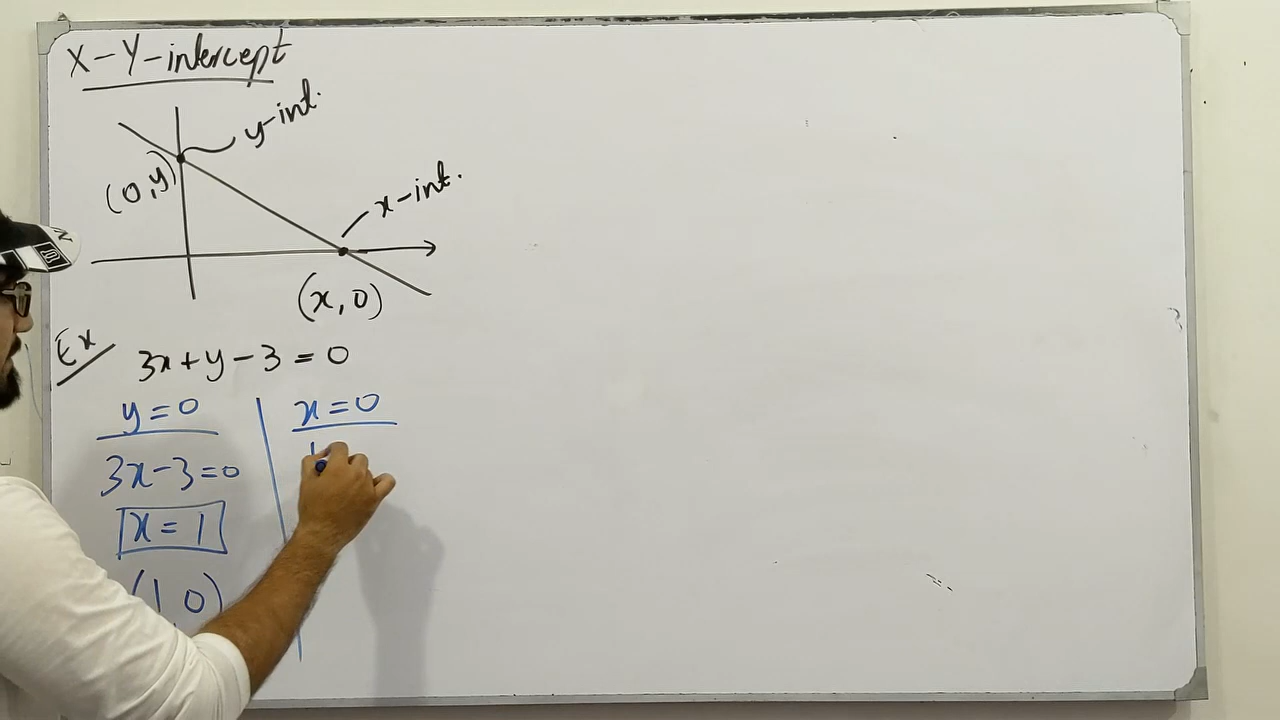 X-Y-intercept
y-int.
(0,y)
x-int.
(x,0)
Ex
3x+y-3=0
y=0
3x-3=0
x=1
(1,0)
x=0